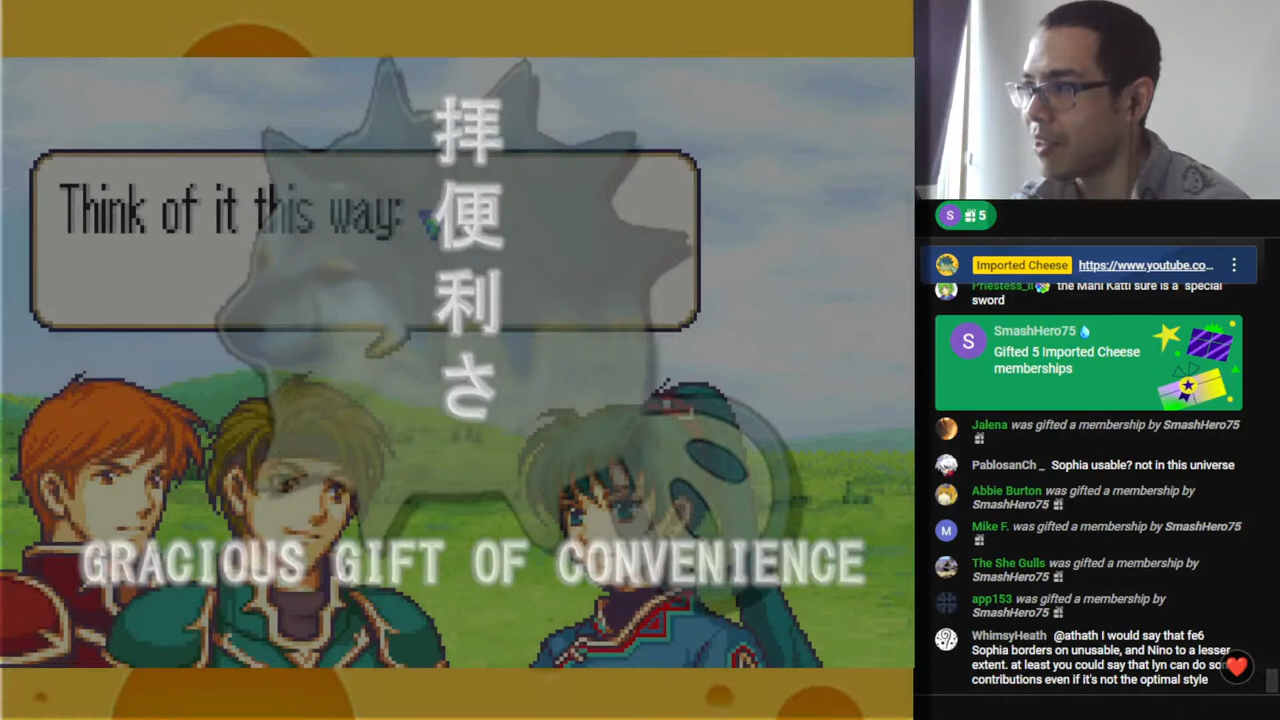 Think of it this way:
拝便利さ
GRACIOUS GIFT OF CONVENIENCE
S 5
Imported Cheese https://www.youtube.co...
the Mani Katti sure is a special
sword
S
SmashHero75
Gifted 5 Imported Cheese
memberships
Jalena was gifted a membership by SmashHero75
PablosanCh_ Sophia usable? not in this universe
Abbie Burton was gifted a membership by
SmashHero75
M Mike F. was gifted a membership by SmashHero75
The She Gulls was gifted a membership by
SmashHero75
app153 was gifted a membership by
SmashHero75
WhimsyHeath @athath I would say that fe6
Sophia borders on unusable, and Nino to a lesser
extent. at least you could say that lyn can do
contributions even if it's not the optimal style